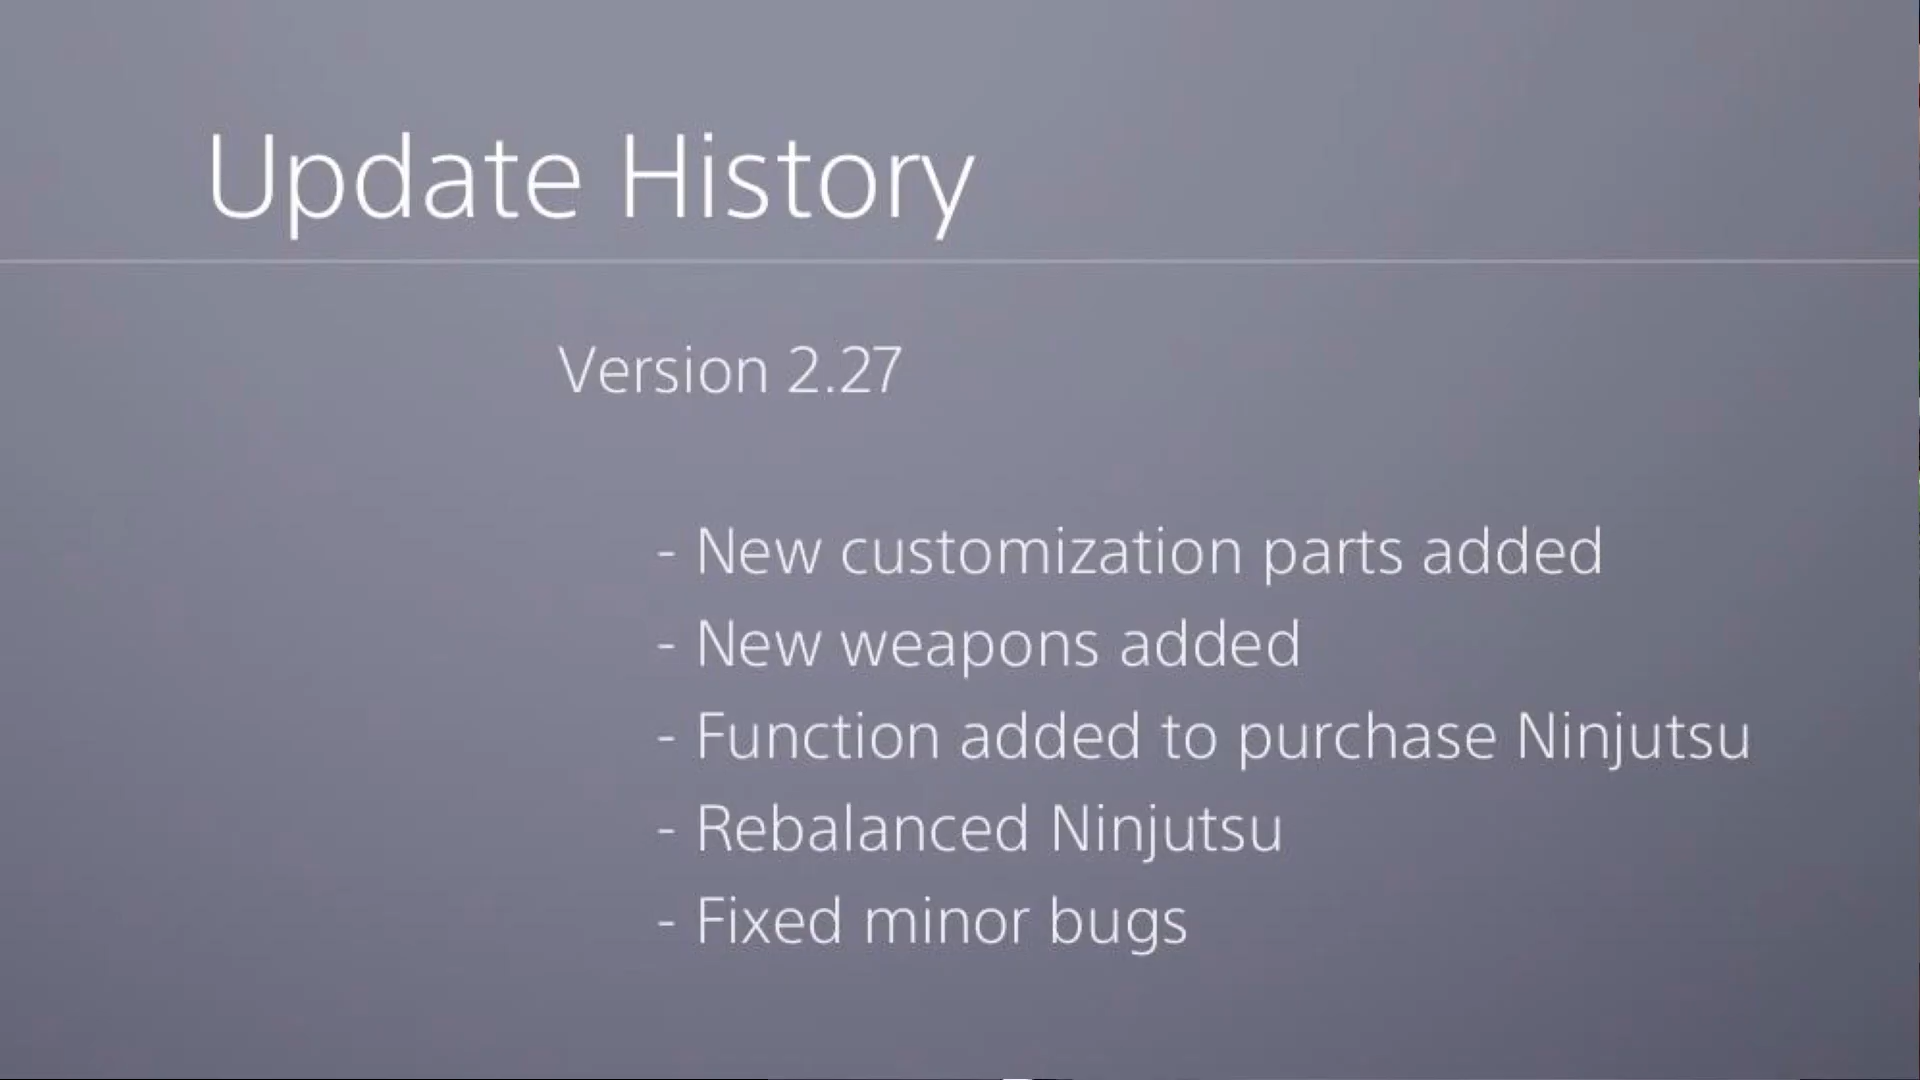 Update History
Version 2.27
- New customization parts added
- New weapons added
- Function added to purchase Ninjutsu
- Rebalanced Ninjutsu
- Fixed minor bugs